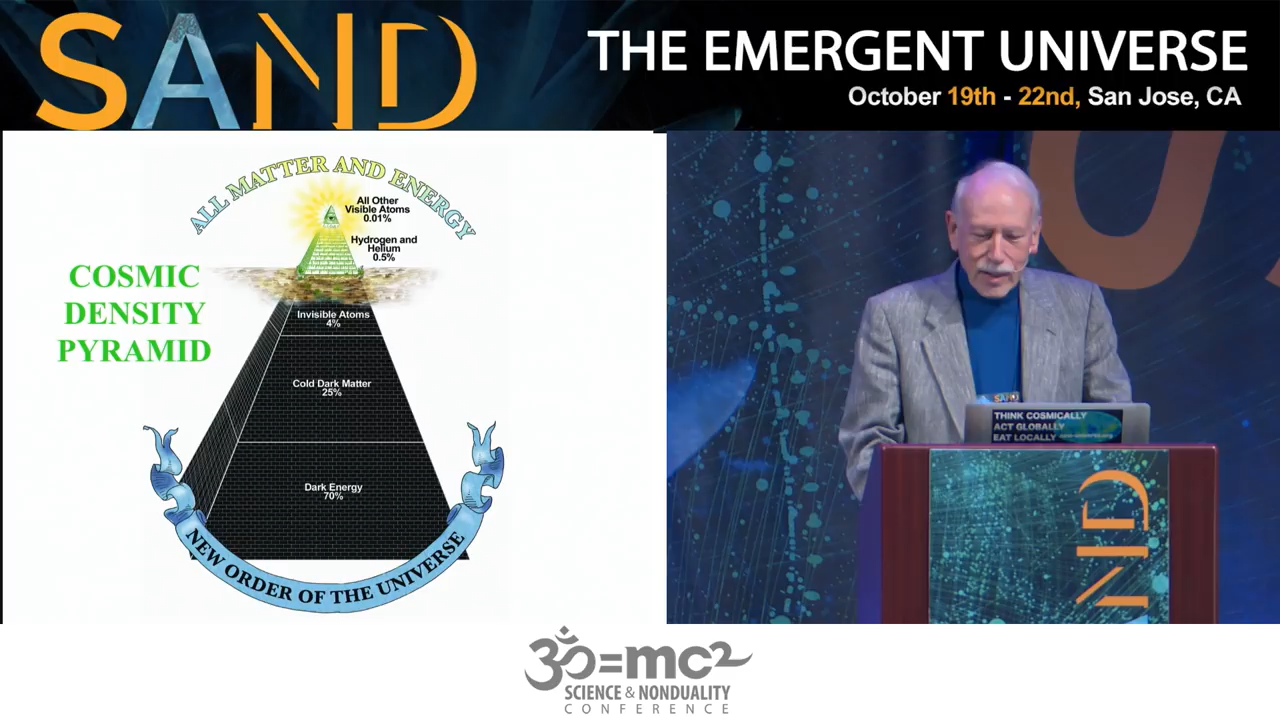 SAND
THE EMERGENT UNIVERSE
October 19th - 22nd, San Jose, CA
ALL MATTER AND ENERGY
All Other
Visible Atoms
0.01%
Hydrogen and
Helium
0.5%
COSMIC
DENSITY
PYRAMID
Invisible Atoms
4%
Cold Dark Matter
25%
Dark Energy
70%
NEW ORDER OF THE UNIVERSE
SAND
THINK COSMICALLY
ACT GLOBALLY
EAT LOCALLY
ND
ॐ=mc²
SCIENCE & NONDUALITY
CONFERENCE